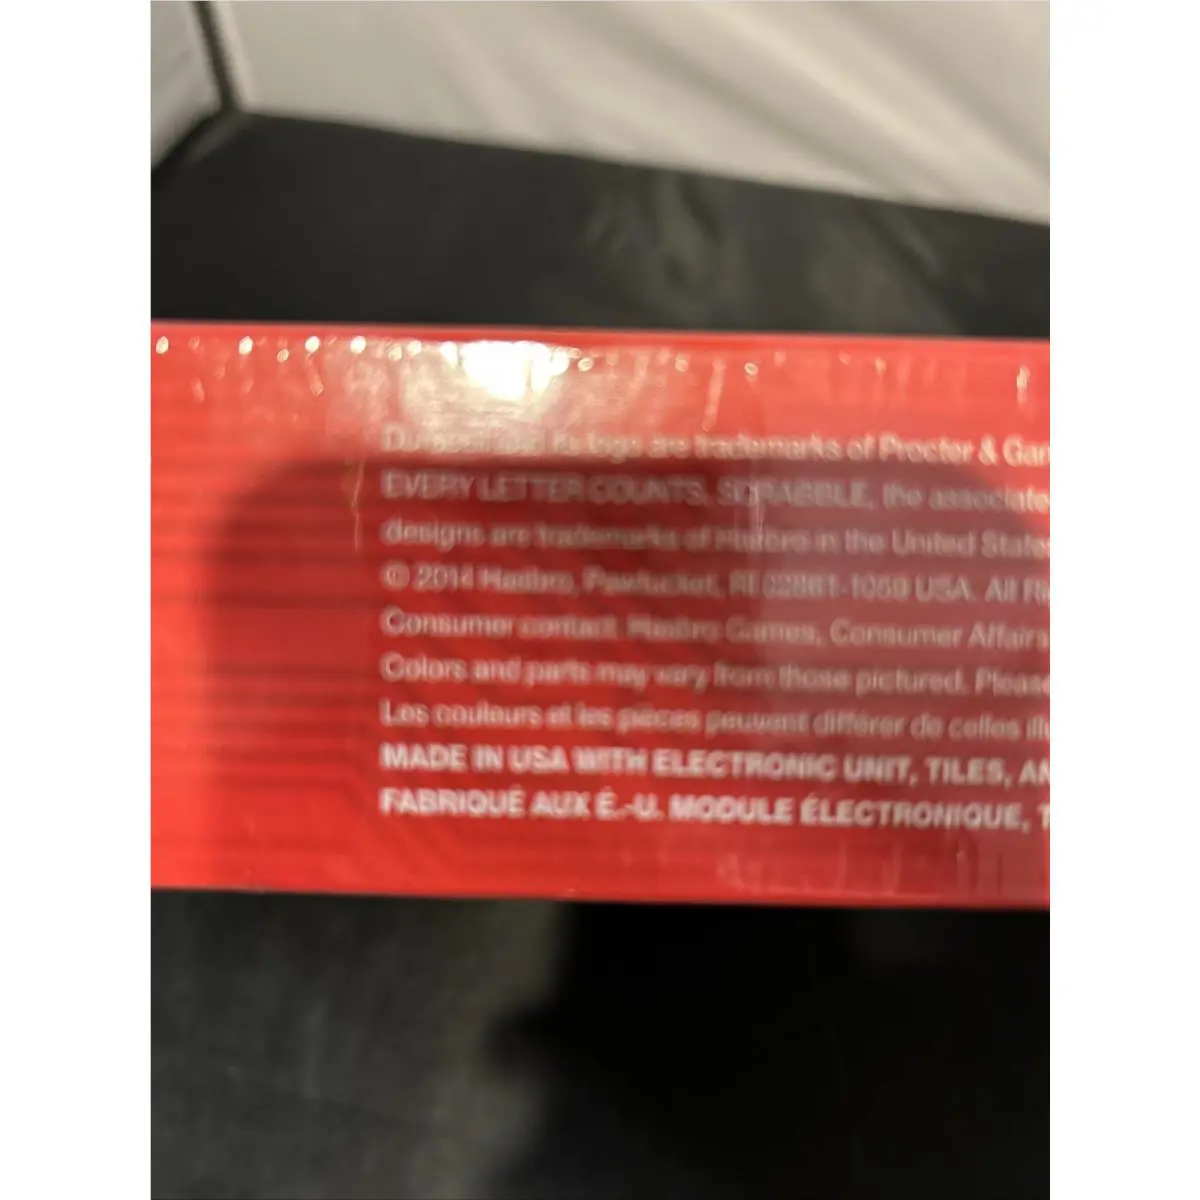 its logo are trademarks of Procter & Gam
EVERY LETTER COUNTS, SCRABBLE, the associate
designs are trademarks of Hasbro in the United State
© 2014 Hasbro, Pawtucket, RI 02861-1059 USA. All Ri
Consumer contact: Hasbro Games, Consumer Affairs
Colors and parts may vary from those pictured. Please
Les couleurs et les pièces peuvent différer de celles illu
MADE IN USA WITH ELECTRONIC UNIT, TILES, AN
FABRIQUÉ AUX É.-U. MODULE ÉLECTRONIQUE, T